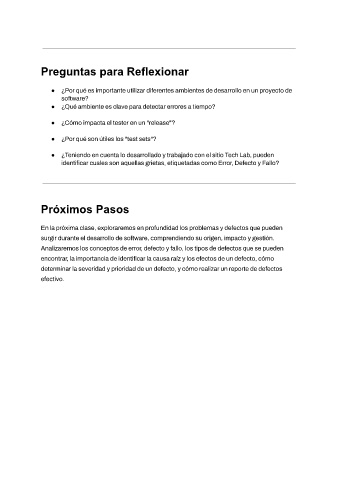 Preguntas para Reflexionar
● ¿Por qué es importante utilizar diferentes ambientes de desarrollo en un proyecto de
software?
● ¿Qué ambiente es clave para detectar errores a tiempo?
● ¿Cómo impacta el tester en un "release"?
● ¿Por qué son útiles los "test sets"?
● ¿Teniendo en cuenta lo desarrollado y trabajado con el sitio Tech Lab, pueden
identificar cuales son aquellas grietas, etiquetadas como Error, Defecto y Fallo?
Próximos Pasos
En la próxima clase, exploraremos en profundidad los problemas y defectos que pueden
surgir durante el desarrollo de software, comprendiendo su origen, impacto y gestión.
Analizaremos los conceptos de error, defecto y fallo, los tipos de defectos que se pueden
encontrar, la importancia de identificar la causa raíz y los efectos de un defecto, cómo
determinar la severidad y prioridad de un defecto, y cómo realizar un reporte de defectos
efectivo.